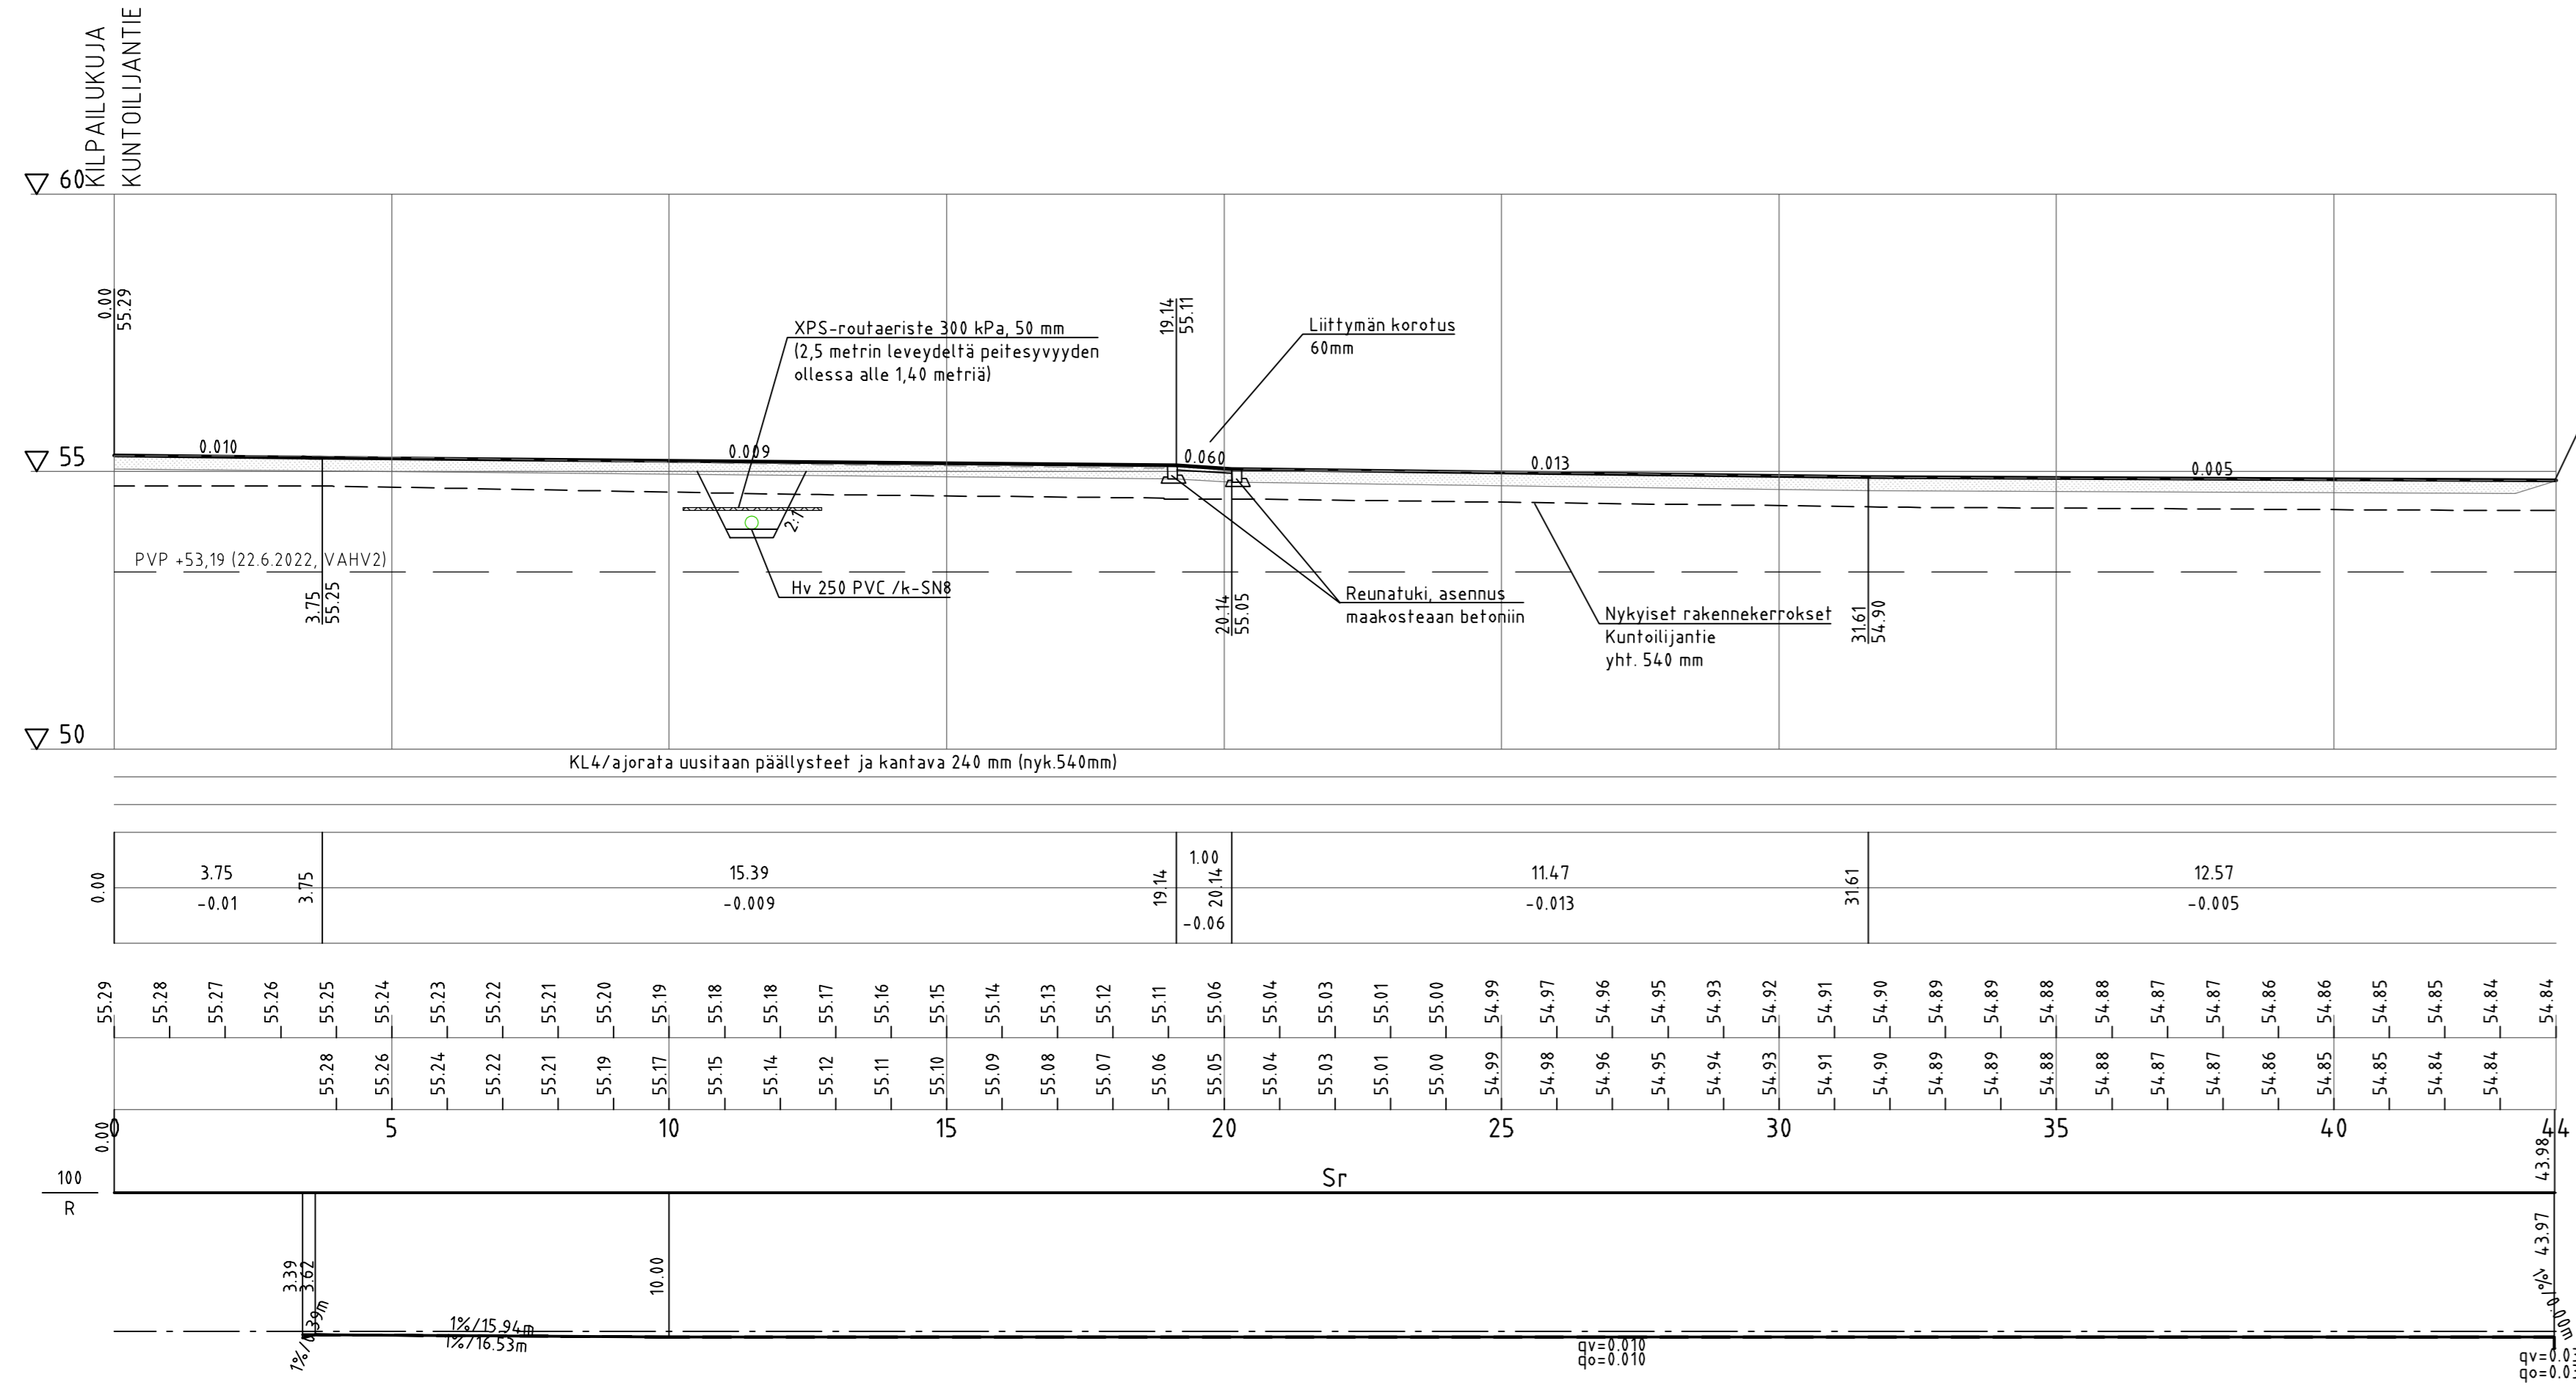 KILPAILUKUJA
KUNTOILIJANTIE
60
0.00
55.29
19.14
55.11
XPS-routaeriste 300 kPa, 50 mm
(2,5 metrin leveydeltä peitesyvyyden
ollessa alle 1,40 metriä)
Liittymän korotus
60mm
55
0.010
0.009
0.060
0.013
0.005
2:1
PVP +53,19 (22.6.2022, VAHV2)
3.75
55.25
Hv 250 PVC /k-SN8
20.14
55.05
Reunatuki, asennus
maakosteaan betoniin
Nykyiset rakennekerrokset
Kuntoilijantie
yht. 540 mm
31.61
54.90
50
KL4/ajorata uusitaan päällysteet ja kantava 240 mm (nyk.540mm)
0.00 3.75 3.75 15.39 19.14 1.00 20.14 11.47 31.61 12.57
-0.01 -0.009 -0.06 -0.013 -0.005
55.29 55.28 55.27 55.26 55.25 55.24 55.23 55.22 55.21 55.20 55.19 55.18 55.18 55.17 55.16 55.15 55.14 55.13 55.12 55.11 55.06 55.04 55.03 55.01 55.00 54.99 54.97 54.96 54.95 54.93 54.92 54.91 54.90 54.89 54.89 54.88 54.88 54.87 54.87 54.86 54.86 54.85 54.85 54.84 54.84
55.28 55.26 55.24 55.22 55.21 55.19 55.17 55.15 55.14 55.12 55.11 55.10 55.09 55.08 55.07 55.06 55.05 55.04 55.03 55.01 55.00 54.99 54.98 54.96 54.95 54.94 54.93 54.91 54.90 54.89 54.89 54.88 54.88 54.87 54.87 54.86 54.85 54.85 54.84 54.84
0 5 10 15 20 25 30 35 40 44
0.00
43.98
100
R
Sr
3.39
3.62
10.00
43.97
1%/0.39m
1%/15.94m
1%/16.53m
qv=0.010
qo=0.010
1%/0.00m
qv=0.03
qo=0.03